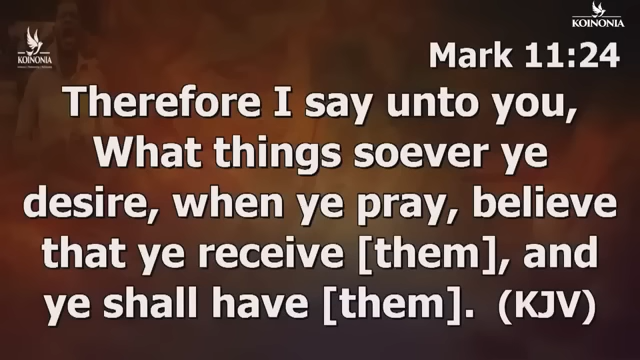 KOINONIA
KOINONIA
Mark 11:24
Therefore I say unto you,
What things soever ye
desire, when ye pray, believe
that ye receive [them], and
ye shall have [them]. (KJV)